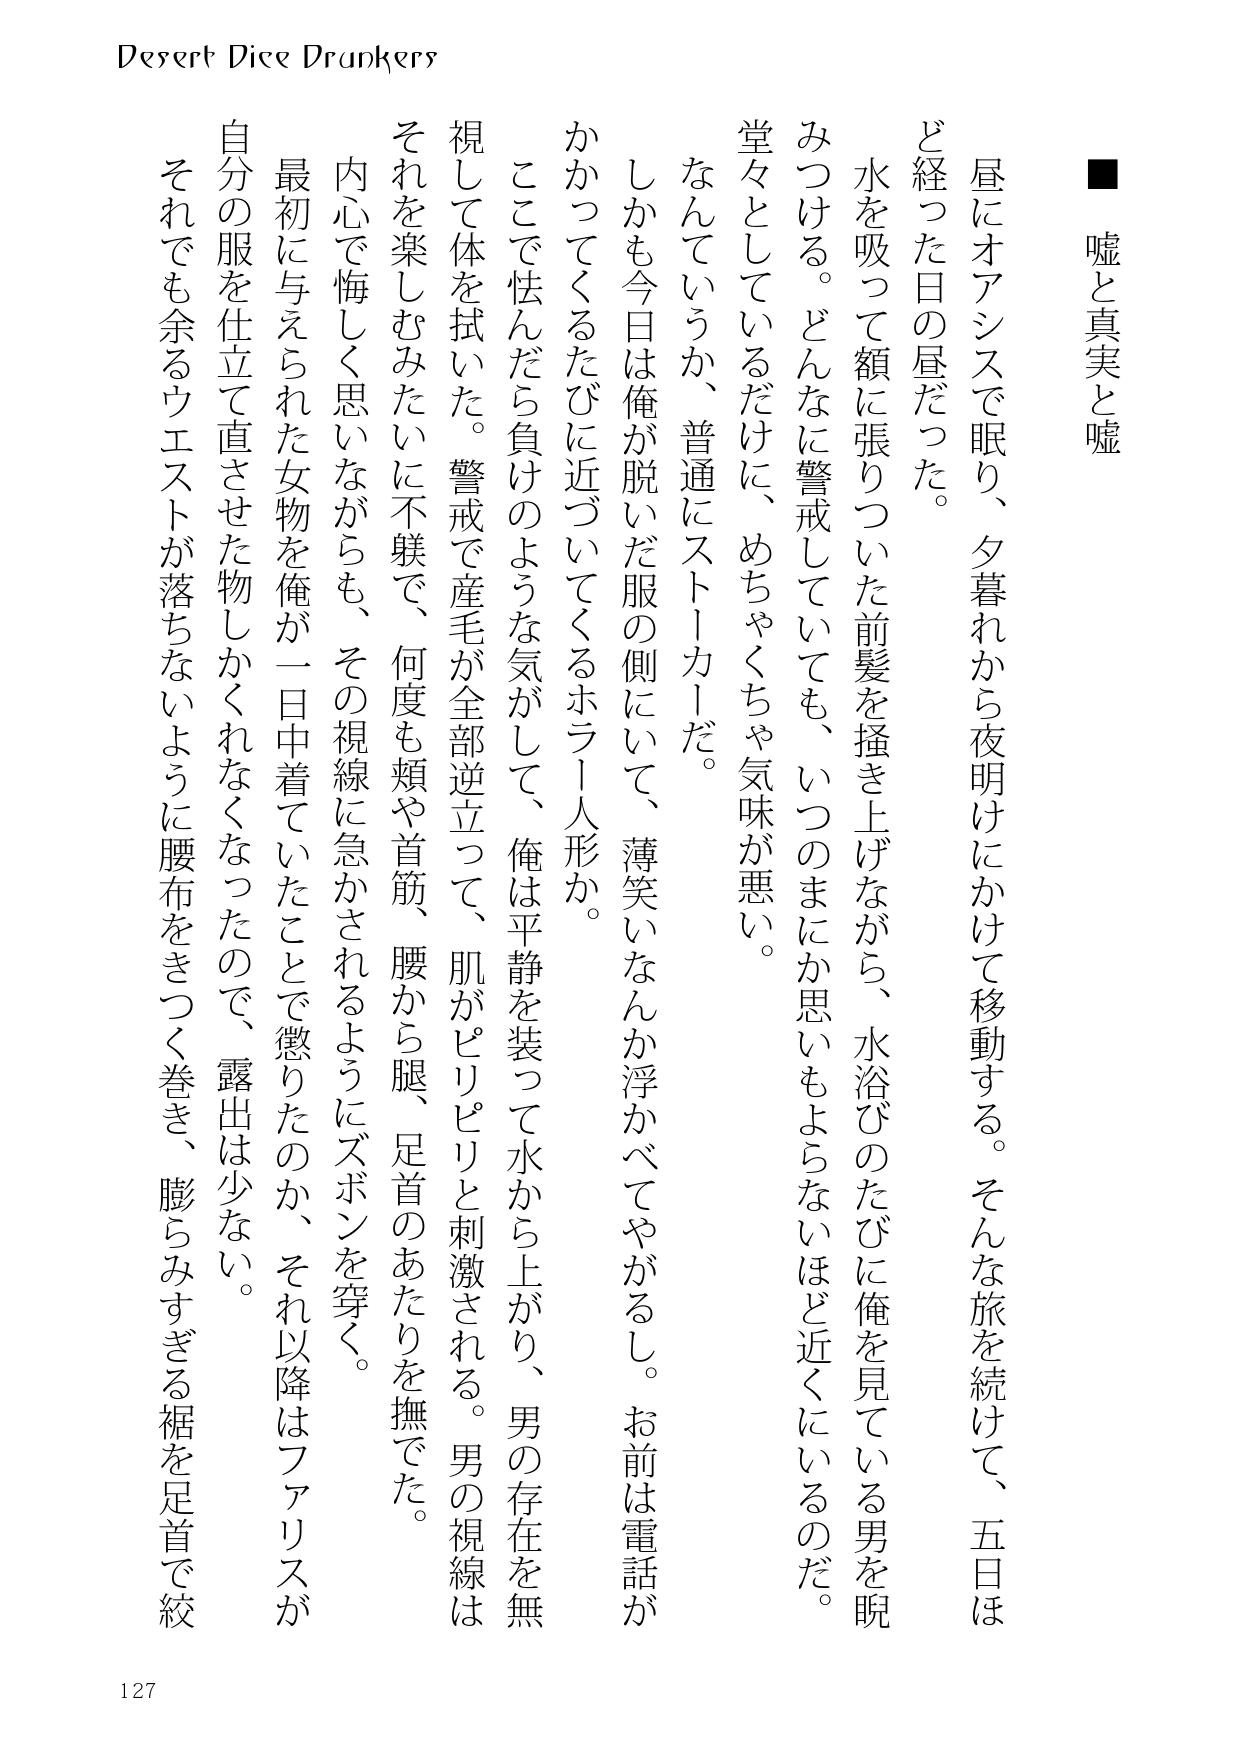 Desert Dice Drunkers
■　嘘と真実と嘘
　昼にオアシスで眠り、夕暮れから夜明けにかけて移動する。そんな旅を続けて、五日ほ
ど経った日の昼だった。
　水を吸って額に張りついた前髪を掻き上げながら、水浴びのたびに俺を見ている男を睨
みつける。どんなに警戒していても、いつのまにか思いもよらないほど近くにいるのだ。
堂々としているだけに、めちゃくちゃ気味が悪い。
　なんていうか、普通にストーカーだ。
　しかも今日は俺が脱いだ服の側にいて、薄笑いなんか浮かべてやがるし。お前は電話が
かかってくるたびに近づいてくるホラー人形か。
　ここで怯んだら負けのような気がして、俺は平静を装って水から上がり、男の存在を無
視して体を拭いた。警戒で産毛が全部逆立って、肌がピリピリと刺激される。男の視線は
それを楽しむみたいに不躾で、何度も頬や首筋、腰から腿、足首のあたりを撫でた。
　内心で悔しく思いながらも、その視線に急かされるようにズボンを穿く。
　最初に与えられた女物を俺が一日中着ていたことで懲りたのか、それ以降はファリスが
自分の服を仕立て直させた物しかくれなくなったので、露出は少ない。
　それでも余るウエストが落ちないように腰布をきつく巻き、膨らみすぎる裾を足首で絞
127